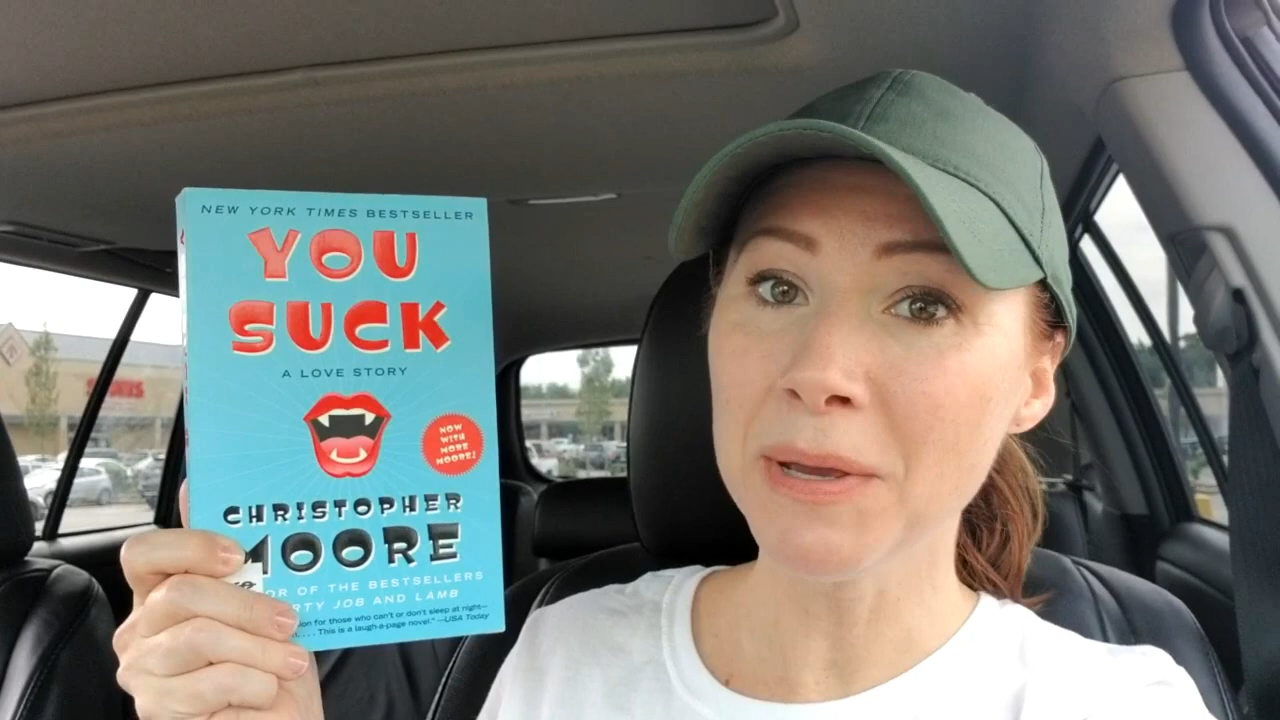 NEW YORK TIMES BESTSELLER
YOU
SUCK
A LOVE STORY
NOW
WITH
MORE
MOORE!
CHRISTOPHER
MOORE
OF THE BESTSELLERS
JOB AND LAMB
for those who can't or don't sleep at night—
. . . This is a laugh-a-page novel." —USA Today